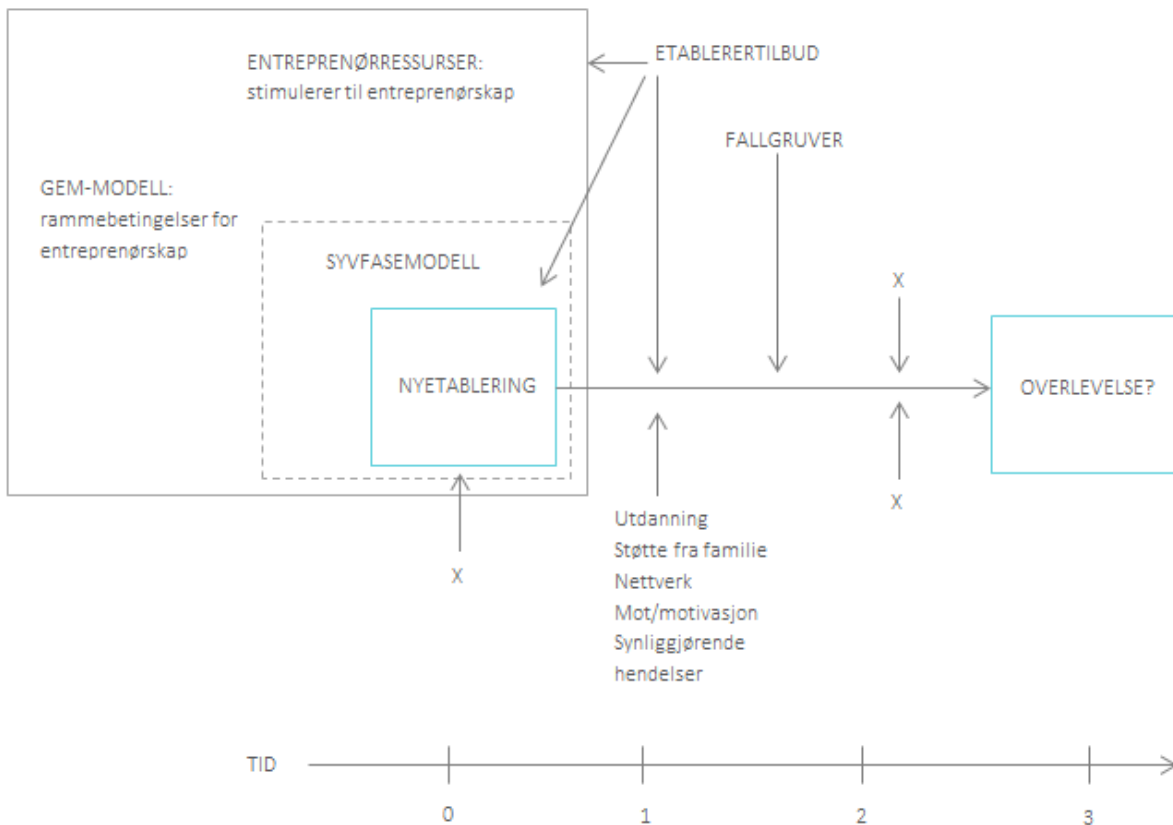 ENTREPRENØRRESSURSER:
stimulerer til entreprenørskap
ETABLERERTILBUD
FALLGRUVER
GEM-MODELL:
rammebetingelser for
entreprenørskap
SYVFASEMODELL
NYETABLERING
X
OVERLEVELSE?
X
X
Utdanning
Støtte fra familie
Nettverk
Mot/motivasjon
Synliggjørende
hendelser
TID
0
1
2
3